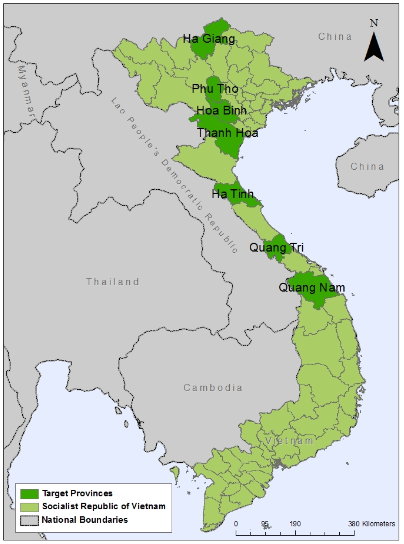 N
Ha Giang
China
Myanmar
Phu Tho
Hoa Binh
Thanh Hoa
Lao People's Democratic Republic
China
Ha Tinh
Quang Tri
Thailand
Quang Nam
Cambodia
Vietnam
Target Provinces
Socialist Republic of Vietnam
National Boundaries
0 95 190 380 Kilometers